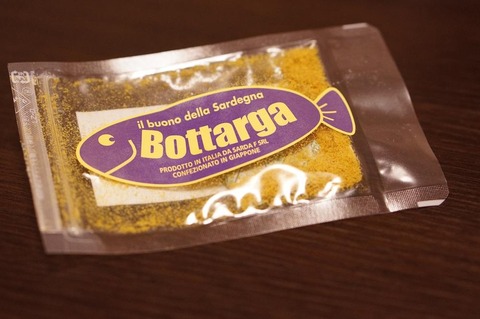 il buono della Sardegna
Bottarga
PRODOTTO IN ITALIA DA SARDA F SRL
CONFEZIONATO IN GIAPPONE